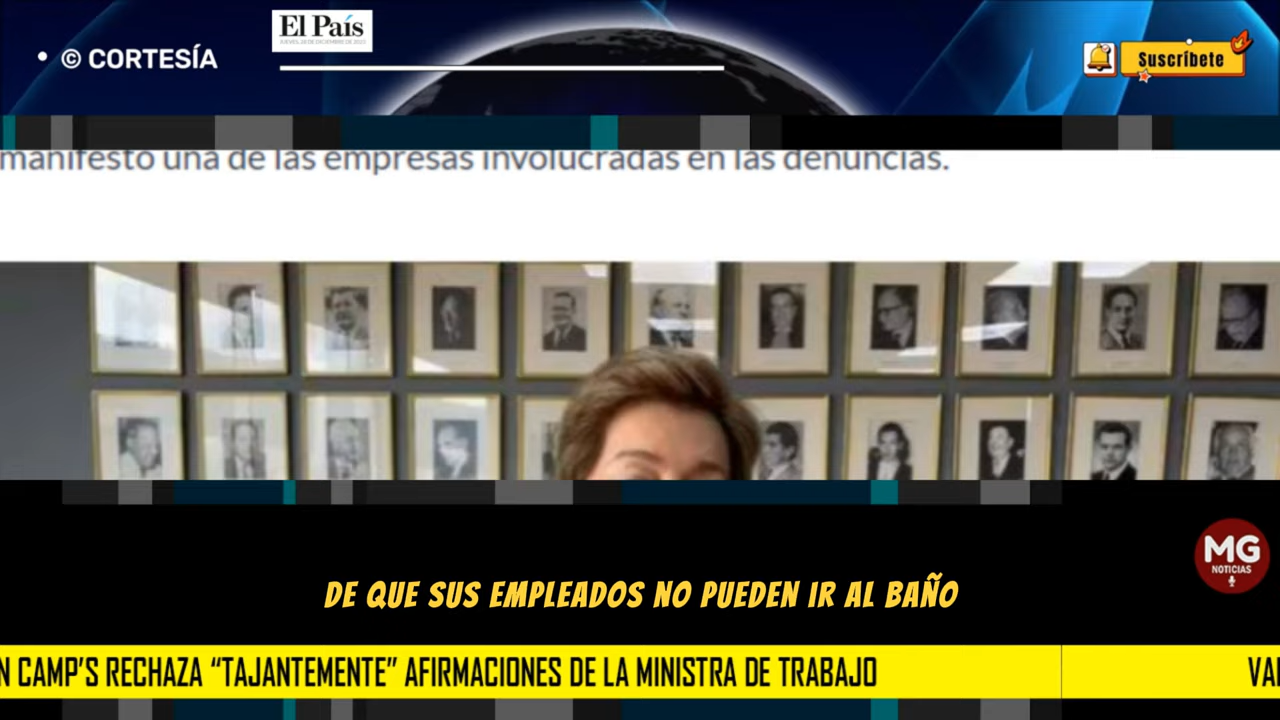 • © CORTESÍA
El País
Suscríbete
manifestó una de las empresas involucradas en las denuncias.
MG
NOTICIAS
DE QUE SUS EMPLEADOS NO PUEDEN IR AL BAÑO
N CAMP'S RECHAZA “TAJANTEMENTE” AFIRMACIONES DE LA MINISTRA DE TRABAJO